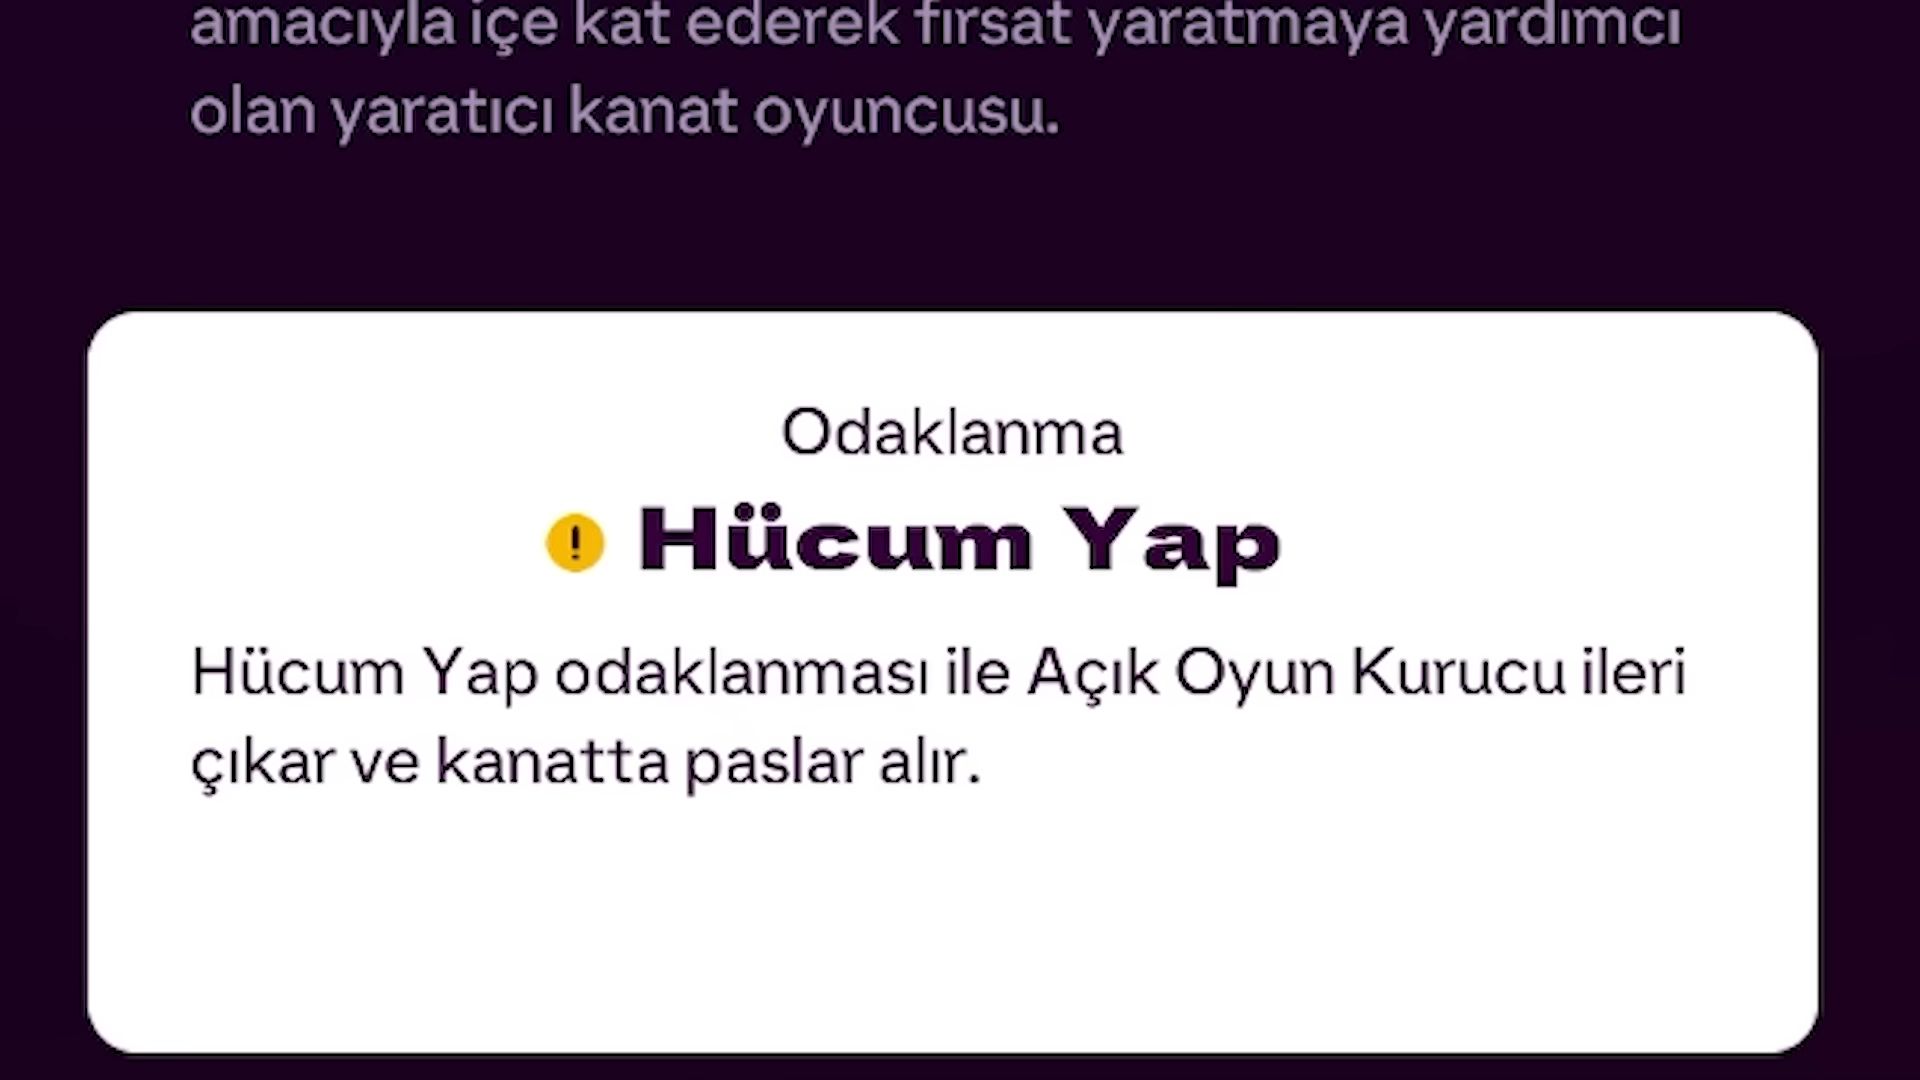 amacıyla içe kat ederek fırsat yaratmaya yardımcı
olan yaratıcı kanat oyuncusu.
Odaklanma
! Hücum Yap
Hücum Yap odaklanması ile Açık Oyun Kurucu ileri
çıkar ve kanatta paslar alır.